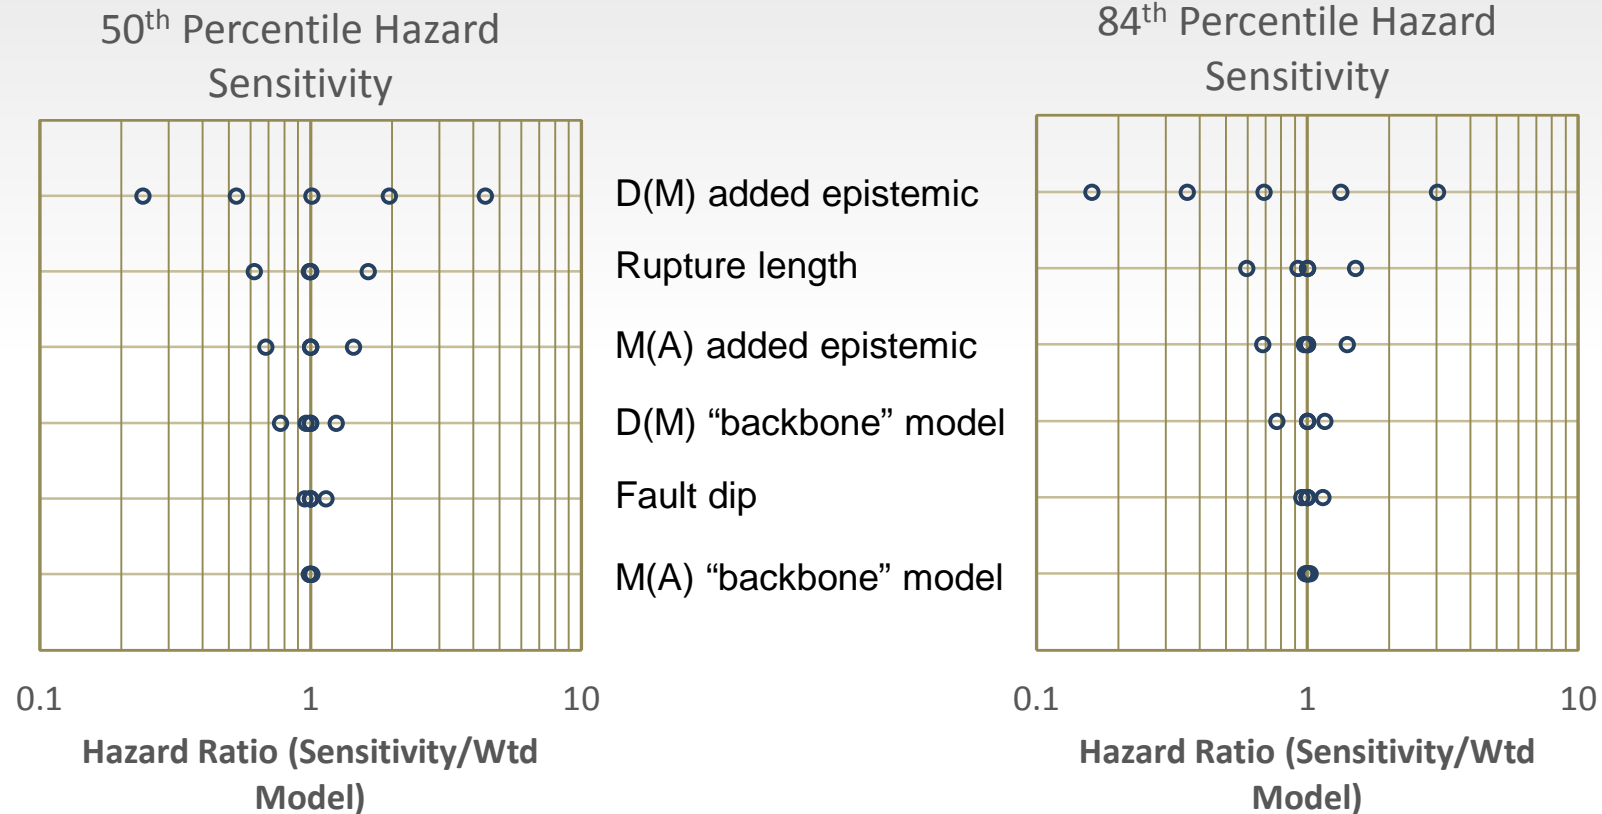 50th Percentile Hazard
Sensitivity
84th Percentile Hazard
Sensitivity
D(M) added epistemic
Rupture length
M(A) added epistemic
D(M) “backbone” model
Fault dip
M(A) “backbone” model
0.1 1 10
0.1 1 10
Hazard Ratio (Sensitivity/Wtd
Model)
Hazard Ratio (Sensitivity/Wtd
Model)